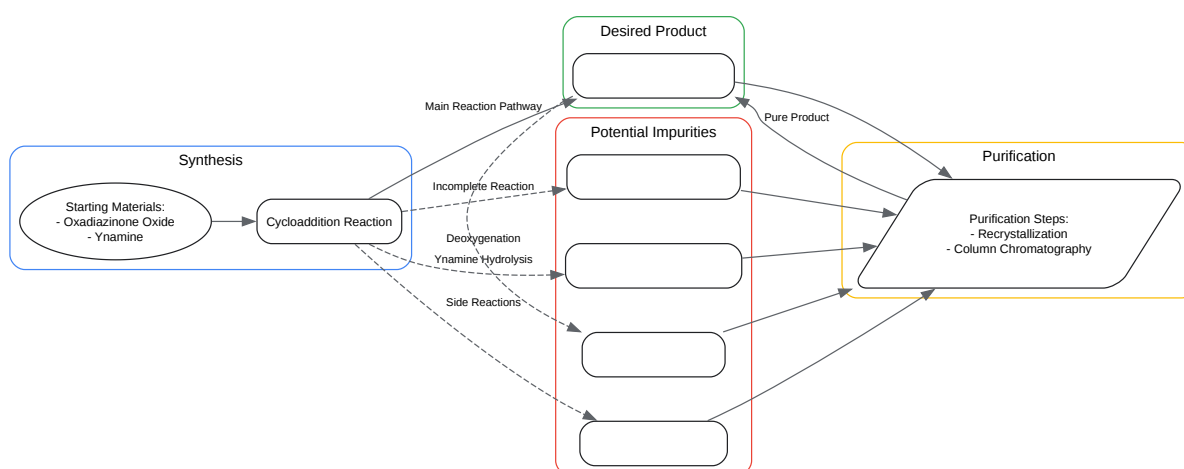 Desired Product
Main Reaction Pathway
Pure Product
Potential Impurities
Synthesis
Purification
Starting Materials:
- Oxadiazinone Oxide
- Ynamine
Cycloaddition Reaction
Incomplete Reaction
Deoxygenation
Ynamine Hydrolysis
Side Reactions
Purification Steps:
- Recrystallization
- Column Chromatography